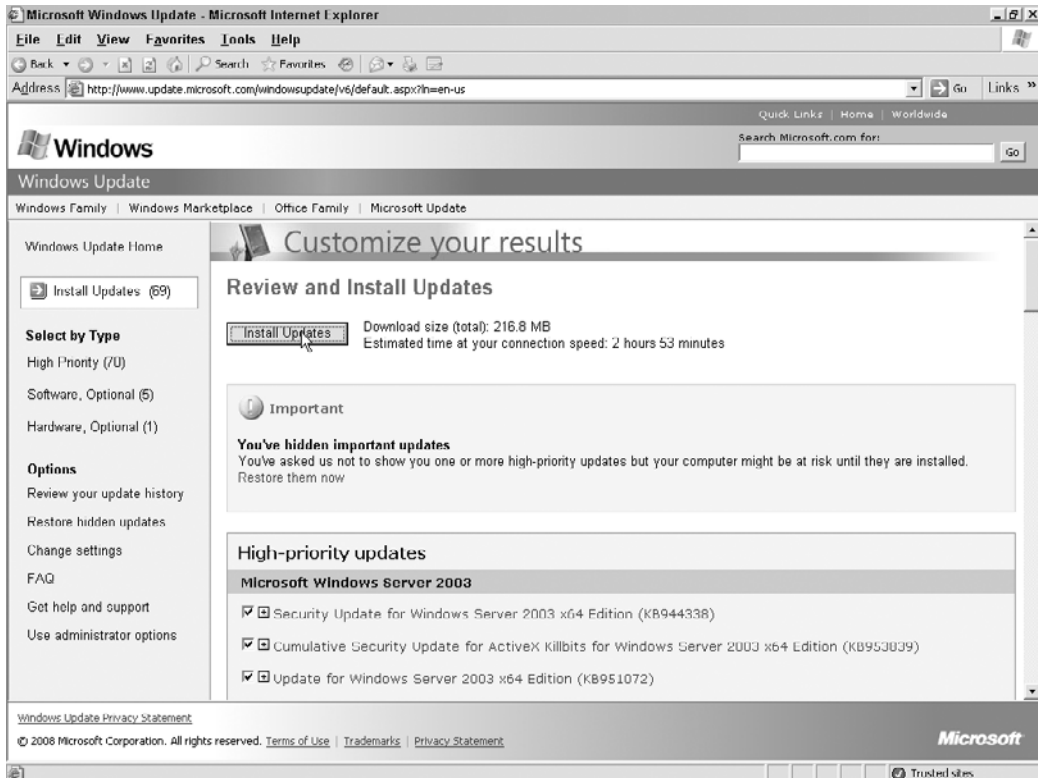 Microsoft Windows Update - Microsoft Internet Explorer
File Edit View Favorites Tools Help
Back Search Favorites
Address http://www.update.microsoft.com/windowsupdate/v6/default.aspx?ln=en-us Go Links »
Quick Links | Home | Worldwide
Windows
Search Microsoft.com for:
Go
Windows Update
Windows Family | Windows Marketplace | Office Family | Microsoft Update
Windows Update Home
Install Updates (69)
Select by Type
High Priority (70)
Software, Optional (5)
Hardware, Optional (1)
Options
Review your update history
Restore hidden updates
Change settings
FAQ
Get help and support
Use administrator options
Customize your results
Review and Install Updates
Install Updates
Download size (total): 216.8 MB
Estimated time at your connection speed: 2 hours 53 minutes
Important
You've hidden important updates
You've asked us not to show you one or more high-priority updates but your computer might be at risk until they are installed.
Restore them now
High-priority updates
Microsoft Windows Server 2003
Security Update for Windows Server 2003 x64 Edition (KB944338)
Cumulative Security Update for ActiveX Killbits for Windows Server 2003 x64 Edition (KB953839)
Update for Windows Server 2003 x64 Edition (KB951072)
Windows Update Privacy Statement
© 2008 Microsoft Corporation. All rights reserved. Terms of Use | Trademarks | Privacy Statement
Microsoft
Trusted sites